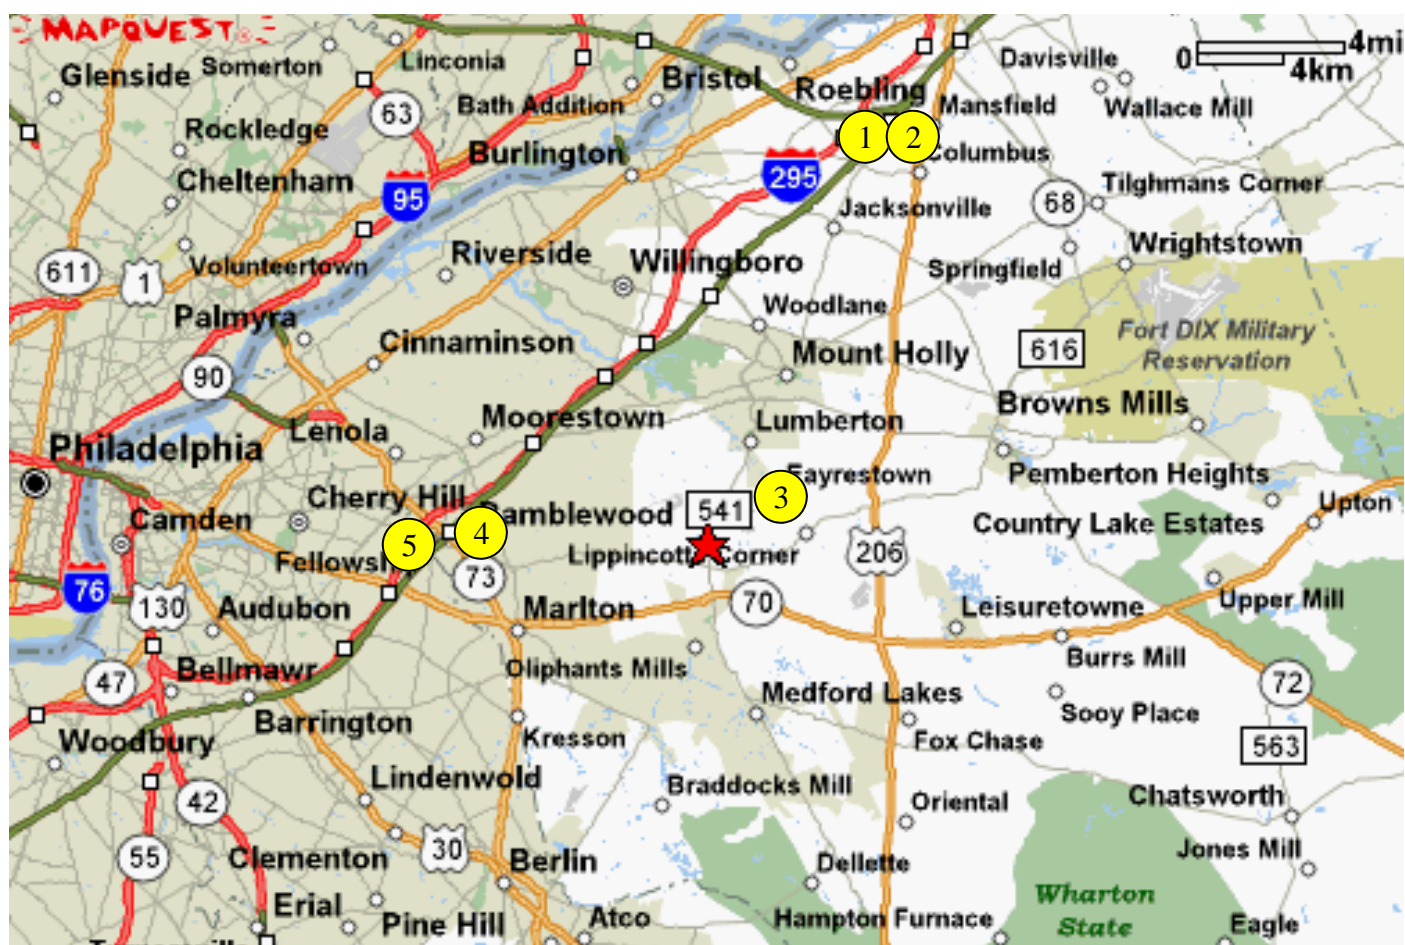 MAPQUEST
Glenside
Somerton
Linconia
Davisville
0
4mi
4km
Bristol
Roebling
63
Bath Addition
Mansfield
Wallace Mill
Rockledge
Burlington
1
2
Columbus
Cheltenham
95
295
Tilghmans Corner
68
Jacksonville
611
1
Volunteertown
Riverside
Willingboro
Springfield
Wrightstown
Palmyra
Woodlane
Cinnaminson
Mount Holly
616
Fort DIX Military
Reservation
90
Moorestown
Lumberton
Browns Mills
Lenola
Philadelphia
Fayrestown
Pemberton Heights
Cherry Hill
3
541
Upton
Camden
Ramblewood
Country Lake Estates
5
4
Lippincotts Corner
206
73
76
130
Audubon
Marlton
70
Leisuretowne
Upper Mill
Bellmawr
Oliphants Mills
Burrs Mill
47
Medford Lakes
72
Barrington
Sooy Place
Woodbury
Kresson
Fox Chase
563
Lindenwold
Braddocks Mill
Oriental
Chatsworth
42
55
Clementon
30
Berlin
Dellette
Jones Mill
Erial
Pine Hill
Atco
Hampton Furnace
Wharton
State
Eagle